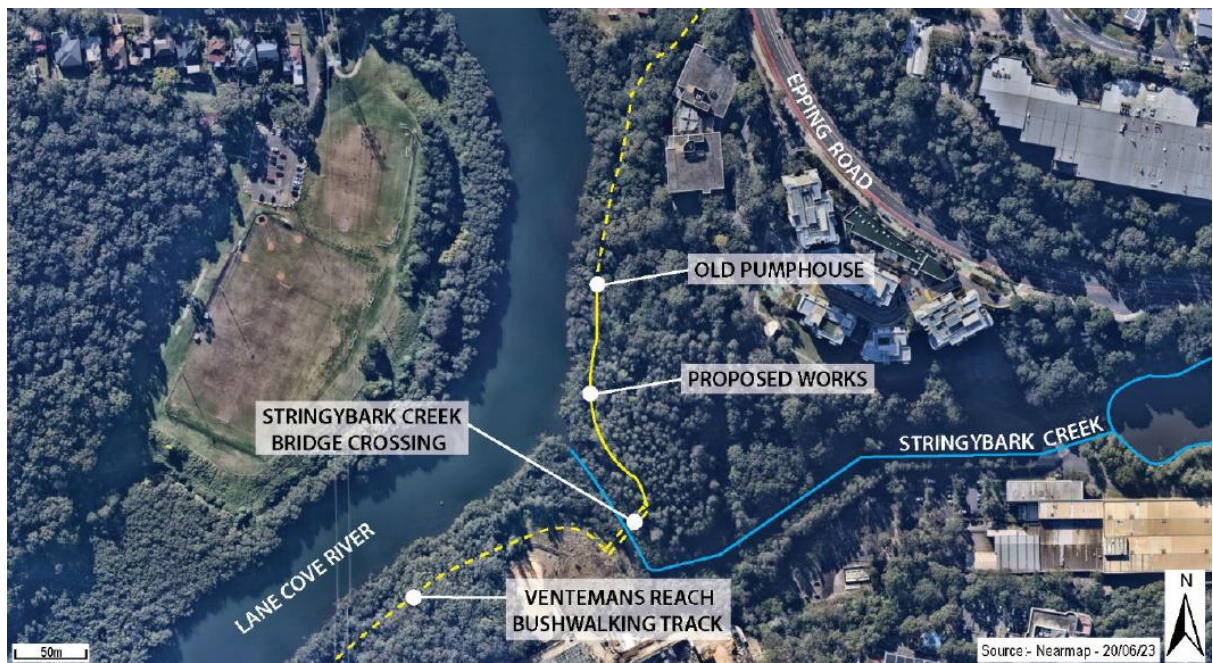 EPPING ROAD
OLD PUMPHOUSE
PROPOSED WORKS
STRINGYBARK CREEK
BRIDGE CROSSING
STRINGYBARK CREEK
LANE COVE RIVER
VENTEMANS REACH
BUSHWALKING TRACK
N
50m
Source:- Nearmap - 20/06/23